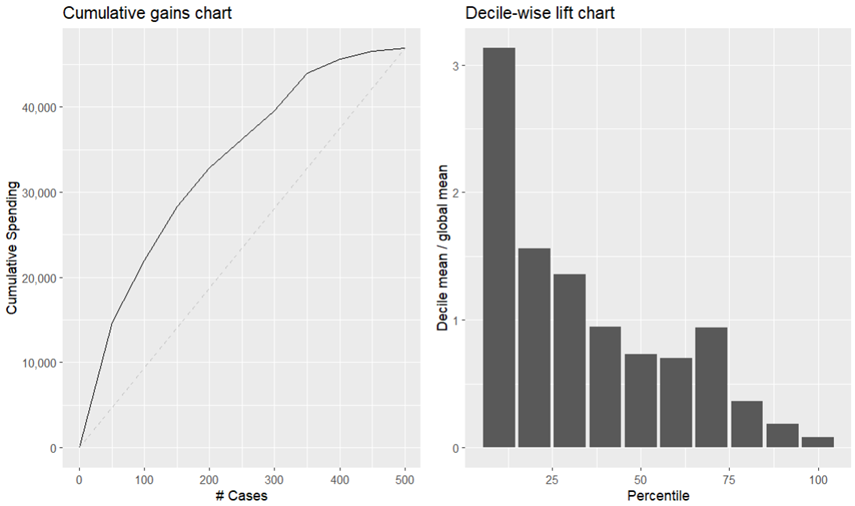 Cumulative gains chart
Cumulative Spending
40,000
30,000
20,000
10,000
0
0 100 200 300 400 500
# Cases
Decile-wise lift chart
Decile mean / global mean
3
2
1
0
25 50 75 100
Percentile